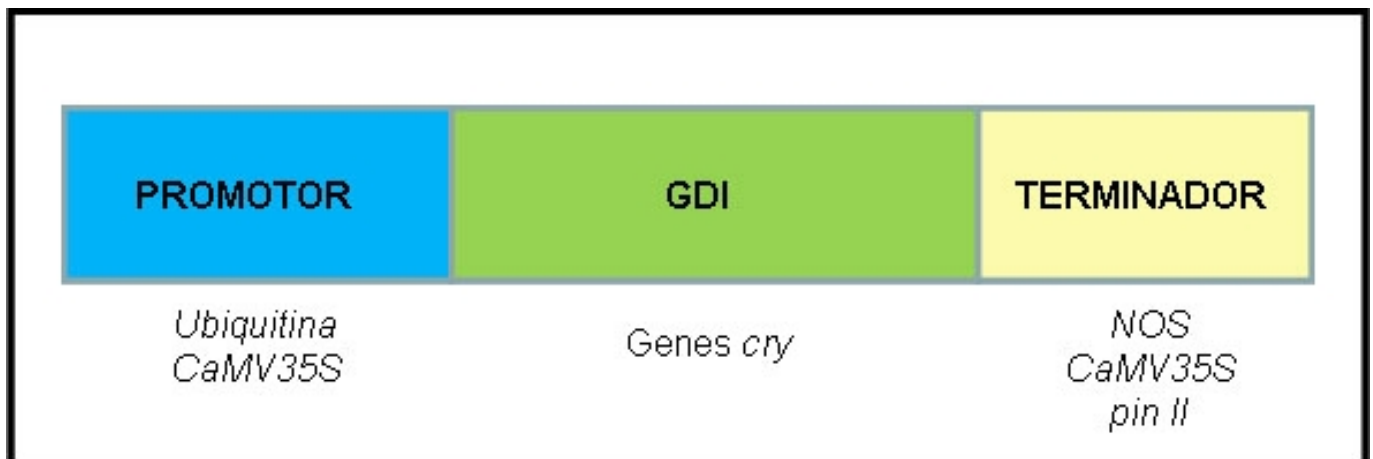 PROMOTOR GDI TERMINADOR
Ubiquitina
CaMV35S
Genes cry
NOS
CaMV35S
pin II